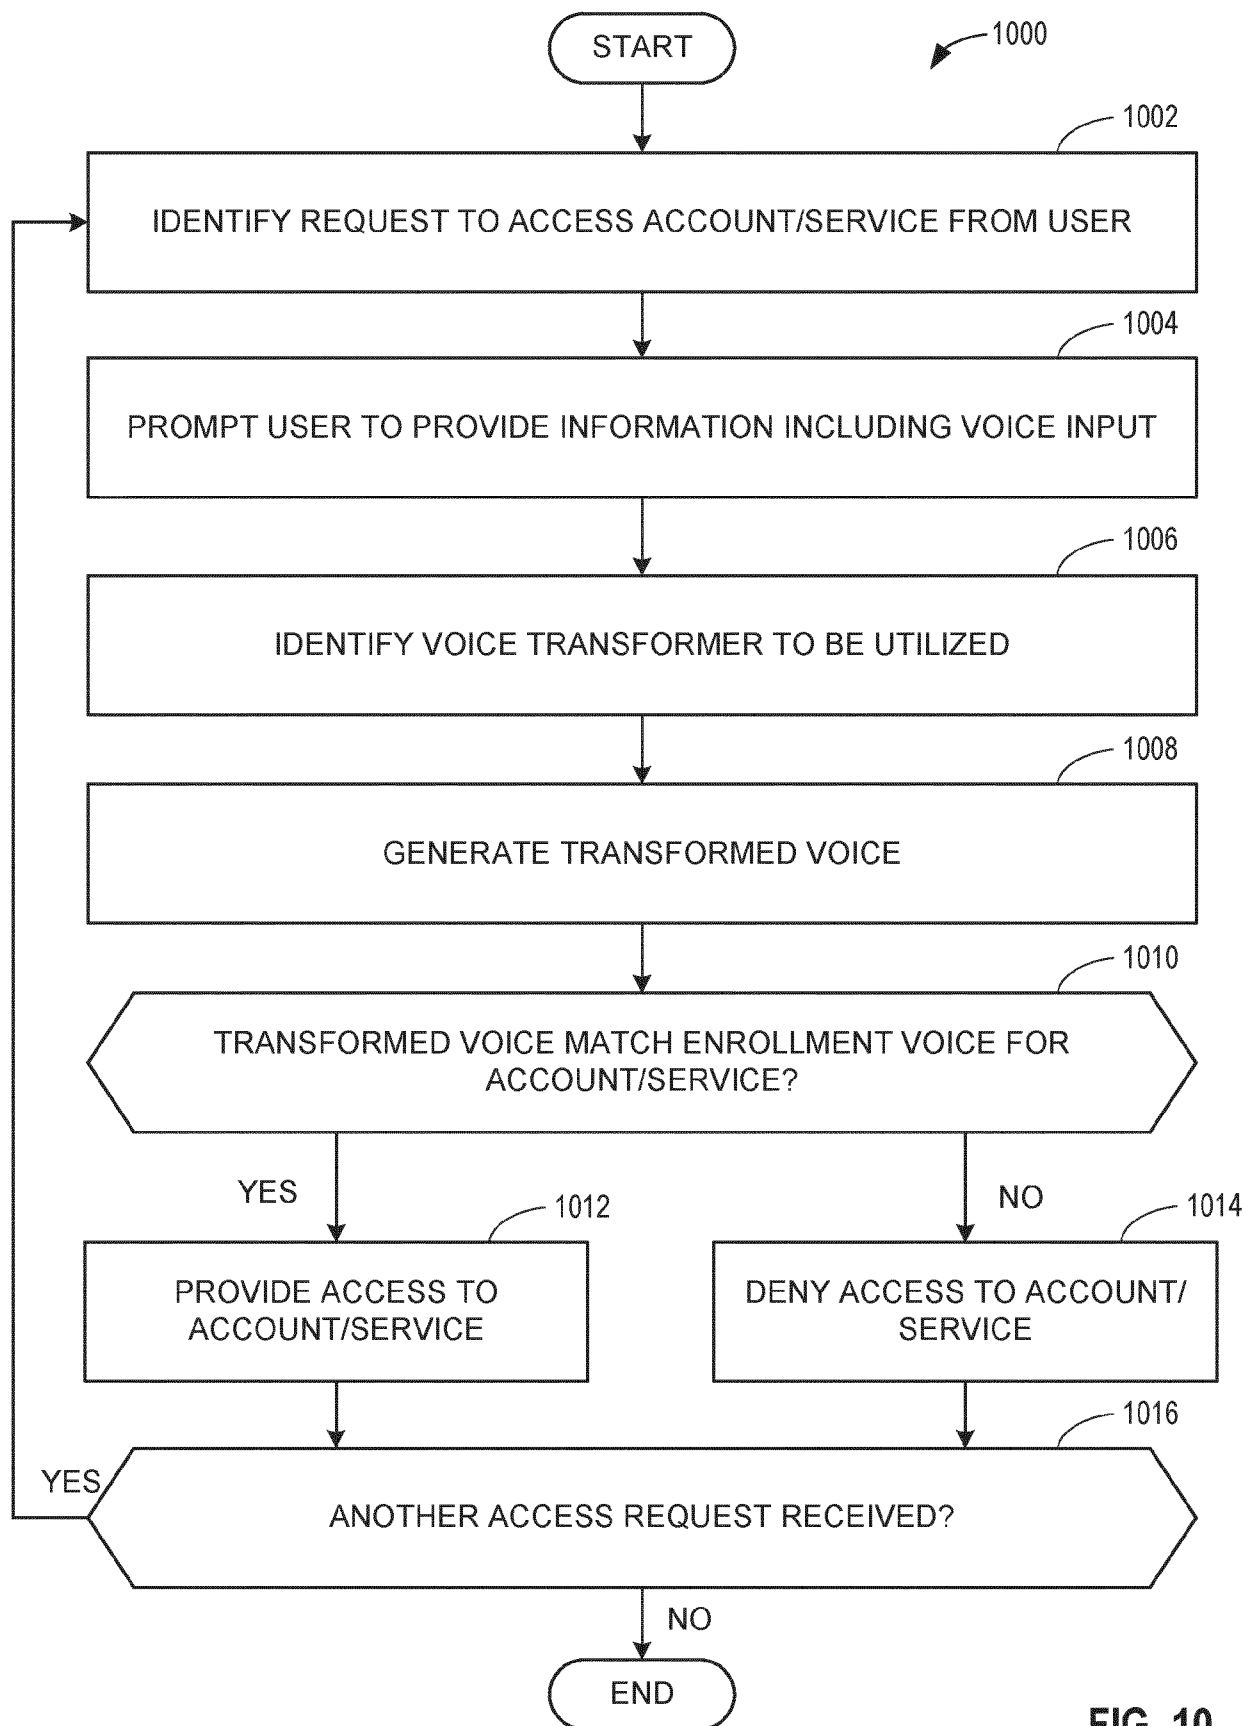 START
1000
1002
IDENTIFY REQUEST TO ACCESS ACCOUNT/SERVICE FROM USER
1004
PROMPT USER TO PROVIDE INFORMATION INCLUDING VOICE INPUT
1006
IDENTIFY VOICE TRANSFORMER TO BE UTILIZED
1008
GENERATE TRANSFORMED VOICE
1010
TRANSFORMED VOICE MATCH ENROLLMENT VOICE FOR
ACCOUNT/SERVICE?
YES
NO
1012
1014
PROVIDE ACCESS TO
ACCOUNT/SERVICE
DENY ACCESS TO ACCOUNT/
SERVICE
1016
YES
ANOTHER ACCESS REQUEST RECEIVED?
NO
END
FIG. 10